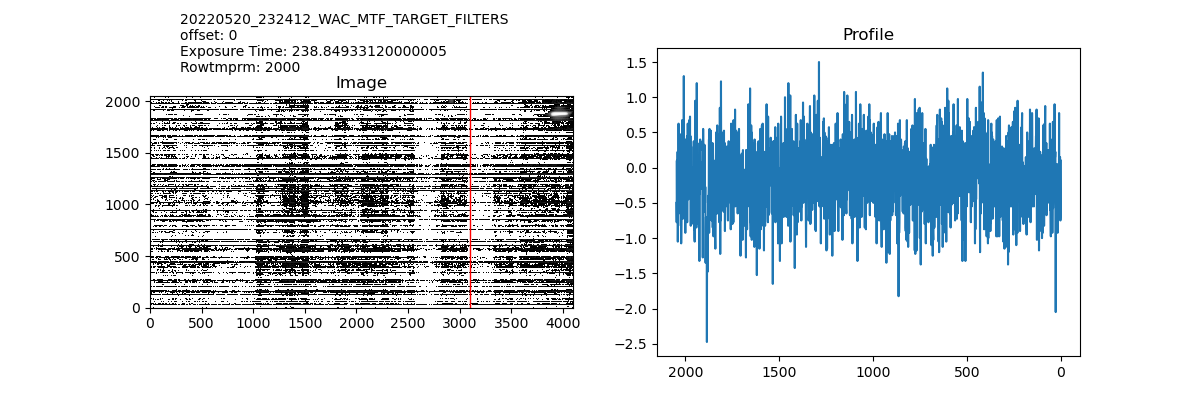 20220520_232412_WAC_MTF_TARGET_FILTERS
offset: 0
Exposure Time: 238.84933120000005
Rowtmprm: 2000
Image
2000
1500
1000
500
0
0 500 1000 1500 2000 2500 3000 3500 4000
Profile
1.5
1.0
0.5
0.0
−0.5
−1.0
−1.5
−2.0
−2.5
2000 1500 1000 500 0